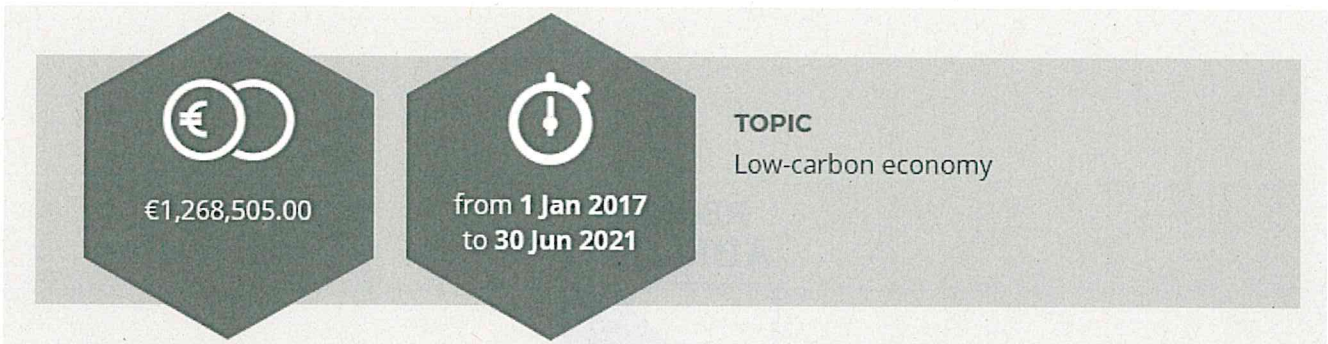 €1,268,505.00
from 1 Jan 2017
to 30 Jun 2021
TOPIC
Low-carbon economy